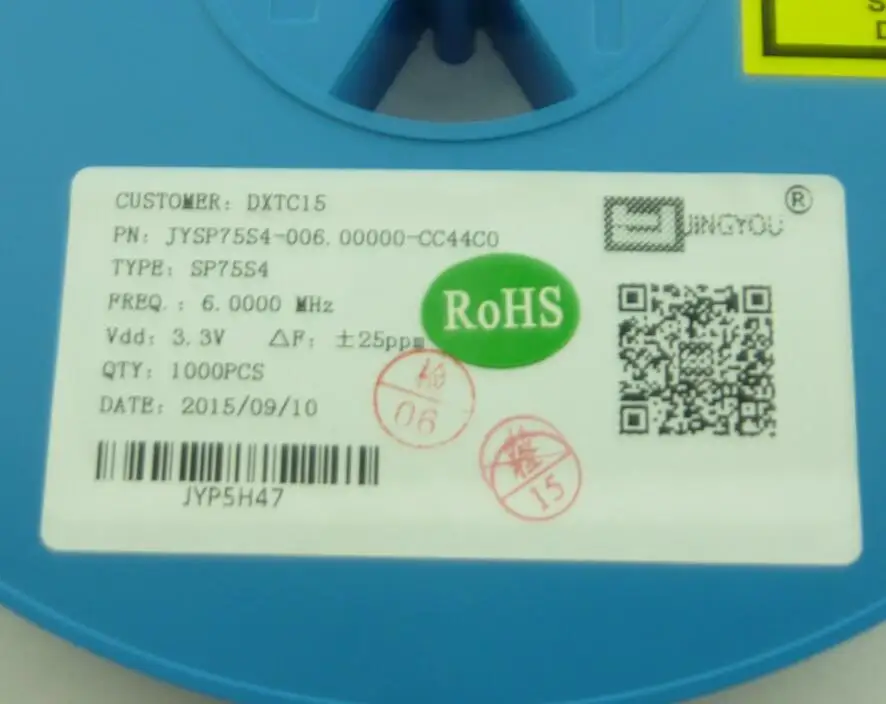 CUSTOMER: DXTC15
PN: JYSP75S4-006.00000-CC44C0
TYPE: SP75S4
FREQ.: 6.0000 MHz
Vdd: 3.3V ΔF: ±25ppm
QTY: 1000PCS
DATE: 2015/09/10
JYP5H47
JINGYOU ®
RoHS
06
15
S
D